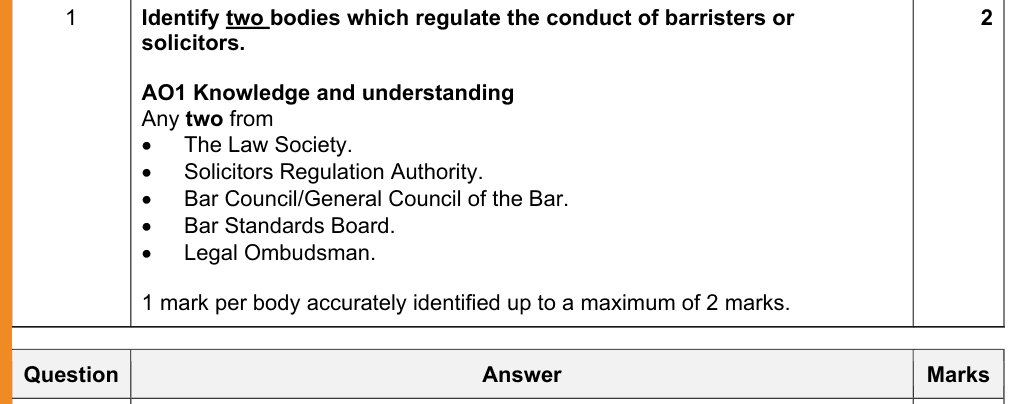 1 Identify two bodies which regulate the conduct of barristers or 2
solicitors.
AO1 Knowledge and understanding
Any two from
• The Law Society.
• Solicitors Regulation Authority.
• Bar Council/General Council of the Bar.
• Bar Standards Board.
• Legal Ombudsman.
1 mark per body accurately identified up to a maximum of 2 marks.
Question Answer Marks